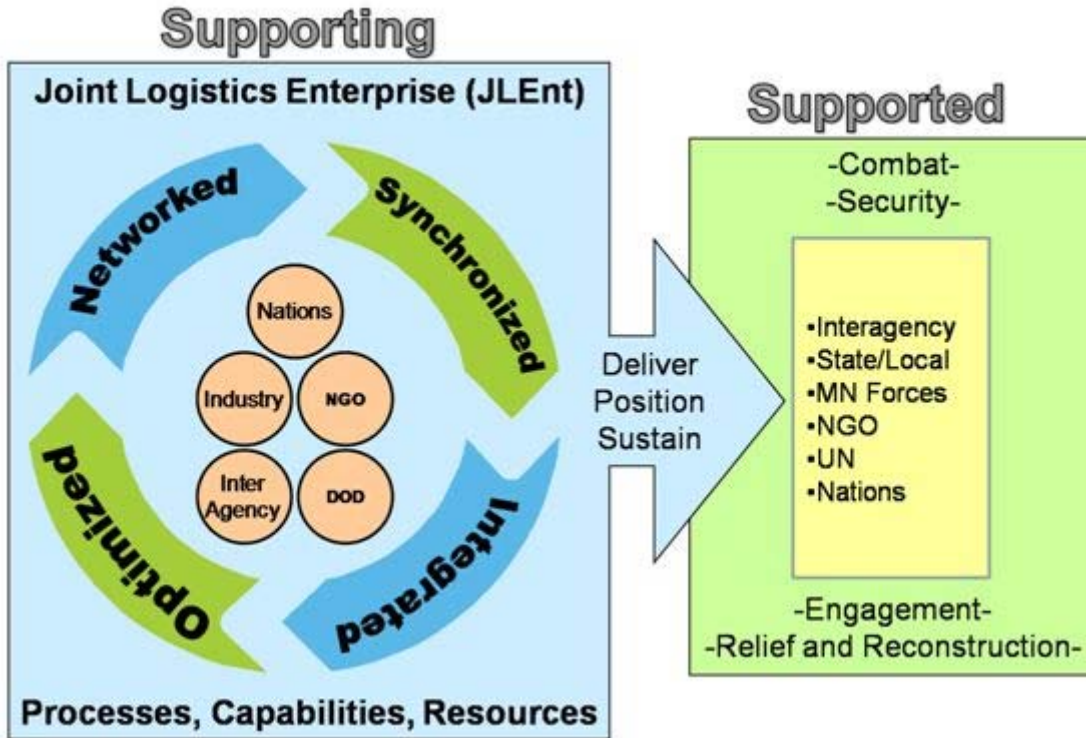 Supporting
Joint Logistics Enterprise (JLEnt)
Networked
Synchronized
Integrated
Optimized
Nations
Industry
NGO
Inter
Agency
DOD
Processes, Capabilities, Resources
Deliver
Position
Sustain
Supported
-Combat-
-Security-
▪Interagency
▪State/Local
▪MN Forces
▪NGO
▪UN
▪Nations
-Engagement-
-Relief and Reconstruction-